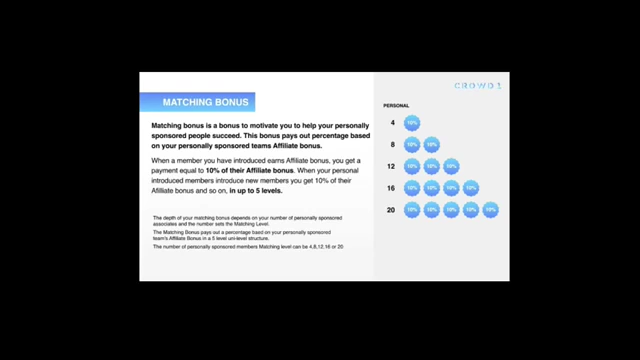 CROWD1
MATCHING BONUS
Matching bonus is a bonus to motivate you to help your personally
sponsored people succeed. This bonus pays out percentage based
on your personally sponsored teams Affiliate bonus.
When a member you have introduced earns Affiliate bonus, you get a
payment equal to 10% of their Affiliate bonus. When your personal
introduced members introduce new members you get 10% of their
Afilliate bonus and so on, in up to 5 levels.
The depth of your matching bonus depends on your number of personally sponsored
associates and the number sets the Matching Level.
The Matching Bonus pays out a percentage basd on your personally sponsored
team's Affiliate Bonus in a 5 level uni-level structure.
The number of personally sponsored members Matching level can be 4,8,12,16 or 20
PERSONAL
4 10%
8 10% 10%
12 10% 10% 10%
16 10% 10% 10% 10%
20 10% 10% 10% 10% 10%